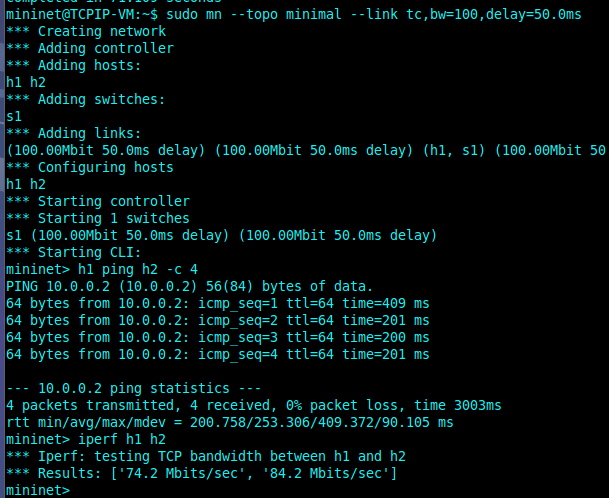 mininet@TCPIP-VM:~$ sudo mn --topo minimal --link tc,bw=100,delay=50.0ms
*** Creating network
*** Adding controller
*** Adding hosts:
h1 h2
*** Adding switches:
s1
*** Adding links:
(100.00Mbit 50.0ms delay) (100.00Mbit 50.0ms delay) (h1, s1) (100.00Mbit 50
*** Configuring hosts
h1 h2
*** Starting controller
*** Starting 1 switches
s1 (100.00Mbit 50.0ms delay) (100.00Mbit 50.0ms delay)
*** Starting CLI:
mininet> h1 ping h2 -c 4
PING 10.0.0.2 (10.0.0.2) 56(84) bytes of data.
64 bytes from 10.0.0.2: icmp_seq=1 ttl=64 time=409 ms
64 bytes from 10.0.0.2: icmp_seq=2 ttl=64 time=201 ms
64 bytes from 10.0.0.2: icmp_seq=3 ttl=64 time=200 ms
64 bytes from 10.0.0.2: icmp_seq=4 ttl=64 time=201 ms
--- 10.0.0.2 ping statistics ---
4 packets transmitted, 4 received, 0% packet loss, time 3003ms
rtt min/avg/max/mdev = 200.758/253.306/409.372/90.105 ms
mininet> iperf h1 h2
*** Iperf: testing TCP bandwidth between h1 and h2
*** Results: ['74.2 Mbits/sec', '84.2 Mbits/sec']
mininet>